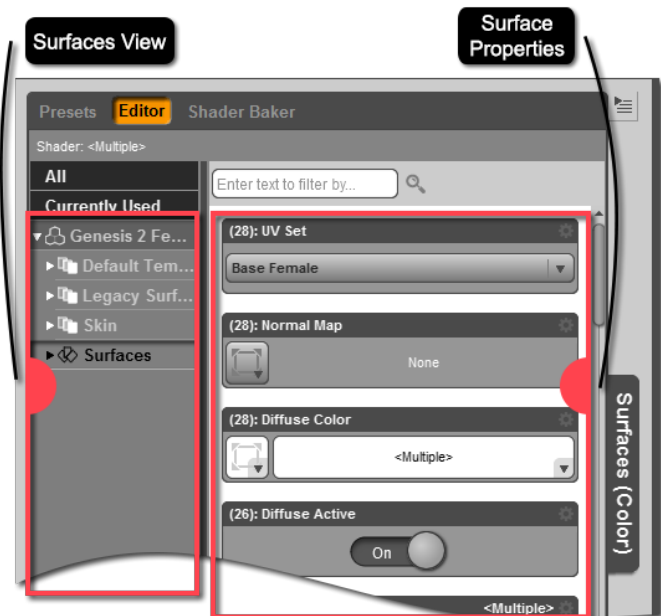 Surfaces View
Surface
Properties
Presets Editor Shader Baker
Shader: <Multiple>
All
Currently Used
Enter text to filter by...
Genesis 2 Fe...
Default Tem...
Legacy Surf...
Skin
Surfaces
(28): UV Set
Base Female
(28): Normal Map
None
(28): Diffuse Color
<Multiple>
(26): Diffuse Active
On
<Multiple>
Surfaces (Color)